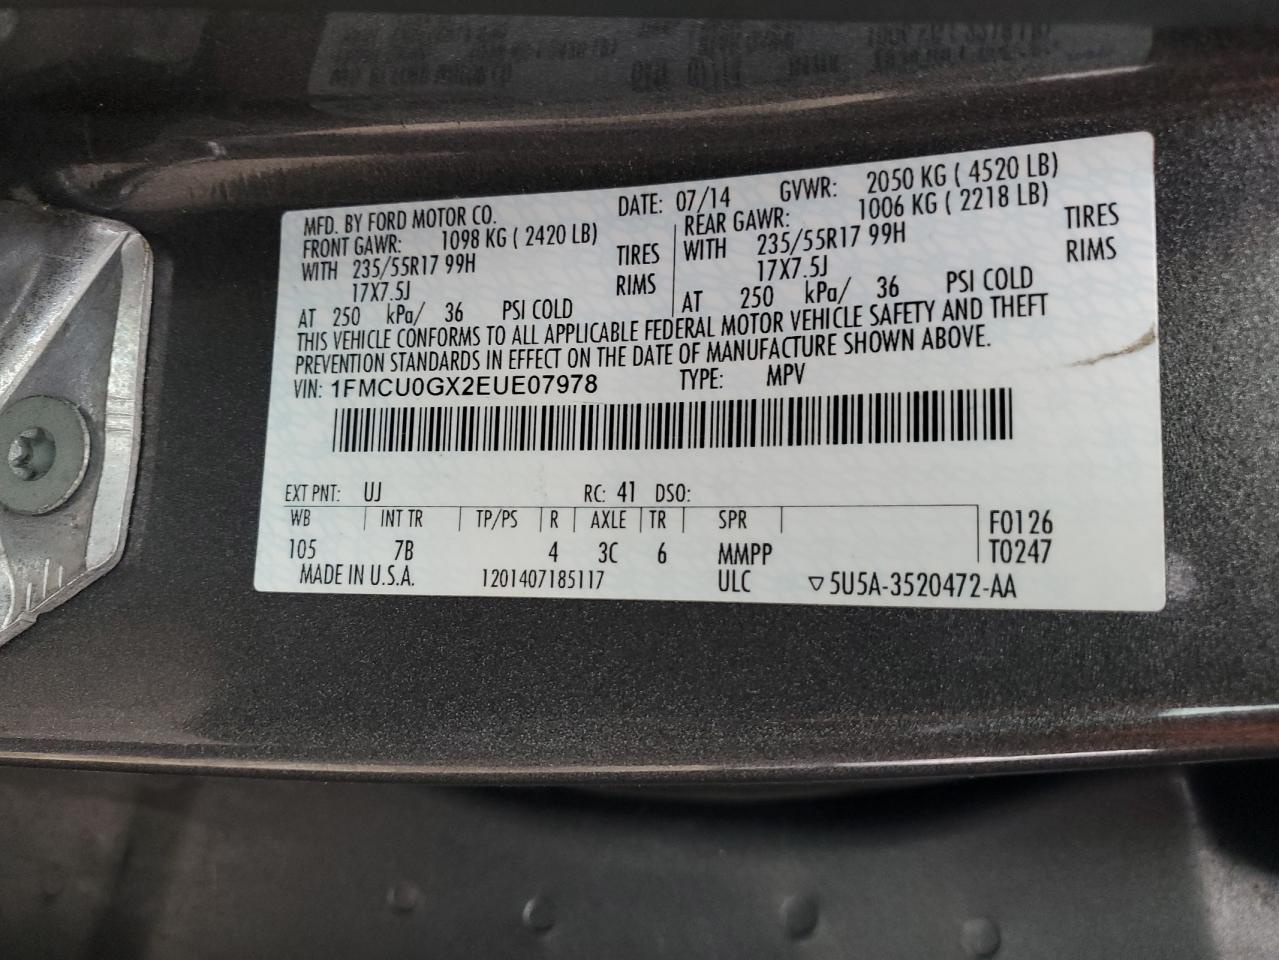 MFD. BY FORD MOTOR CO. DATE: 07/14 GVWR: 2050 KG ( 4520 LB)
FRONT GAWR: 1098 KG ( 2420 LB) REAR GAWR: 1006 KG ( 2218 LB)
WITH 235/55R17 99H TIRES WITH 235/55R17 99H TIRES
17X7.5J RIMS 17X7.5J RIMS
AT 250 kPa/ 36 PSI COLD AT 250 kPa/ 36 PSI COLD
THIS VEHICLE CONFORMS TO ALL APPLICABLE FEDERAL MOTOR VEHICLE SAFETY AND THEFT
PREVENTION STANDARDS IN EFFECT ON THE DATE OF MANUFACTURE SHOWN ABOVE.
VIN: 1FMCU0GX2EUE07978 TYPE: MPV
EXT PNT: UJ RC: 41 DSO:
WB INT TR TP/PS R AXLE TR SPR F0126
105 7B 4 3C 6 MMPP T0247
MADE IN U.S.A. 1201407185117 ULC ▽5U5A-3520472-AA